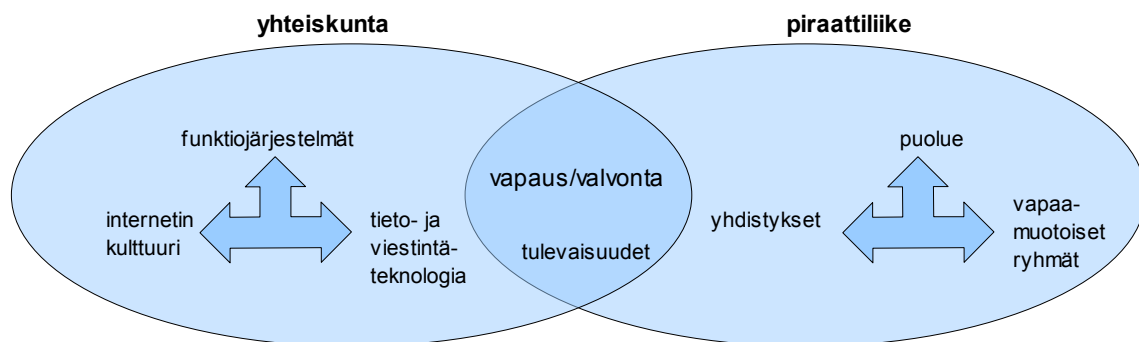 yhteiskunta
piraattiliike
funktiojärjestelmät
internetin
kulttuuri
tieto- ja
viestintä-
teknologia
vapaus/valvonta
tulevaisuudet
puolue
yhdistykset
vapaa-
muotoiset
ryhmät